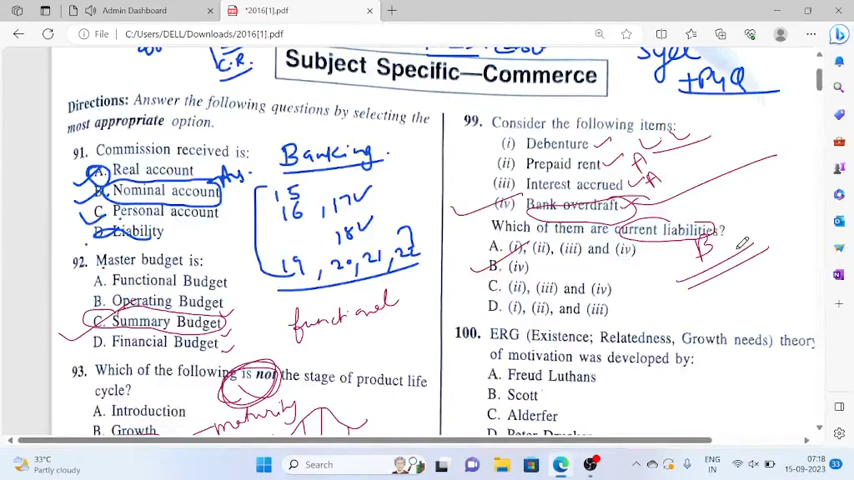 Admin Dashboard
*2016[1].pdf
File
C:/Users/DELL/Downloads/2016[1].pdf
C.R.
Subject Specific—Commerce
syll
+PYQ
Directions: Answer the following questions by selecting the
most appropriate option.
91. Commission received is:
A. Real account
B. Nominal account
Ans.
C. Personal account
D. Liability
Banking
15
16, 17
18
19, 20, 21, 22
92. Master budget is:
A. Functional Budget
B. Operating Budget
C. Summary Budget
D. Financial Budget
functional
93. Which of the following is not the stage of product life
cycle?
A. Introduction
B. Growth
maturity
99. Consider the following items:
(i) Debenture
(ii) Prepaid rent A
(iii) Interest accrued A
(iv) Bank overdraft
Which of them are current liabilities?
B
A. (i), (ii), (iii) and (iv)
B. (iv)
C. (ii), (iii) and (iv)
D. (i), (ii), and (iii)
100. ERG (Existence; Relatedness, Growth needs) theory
of motivation was developed by:
A. Freud Luthans
B. Scott
C. Alderfer
D. Peter Drucker
33°C
Partly cloudy
Search
ENG
IN
07:18
15-09-2023
33